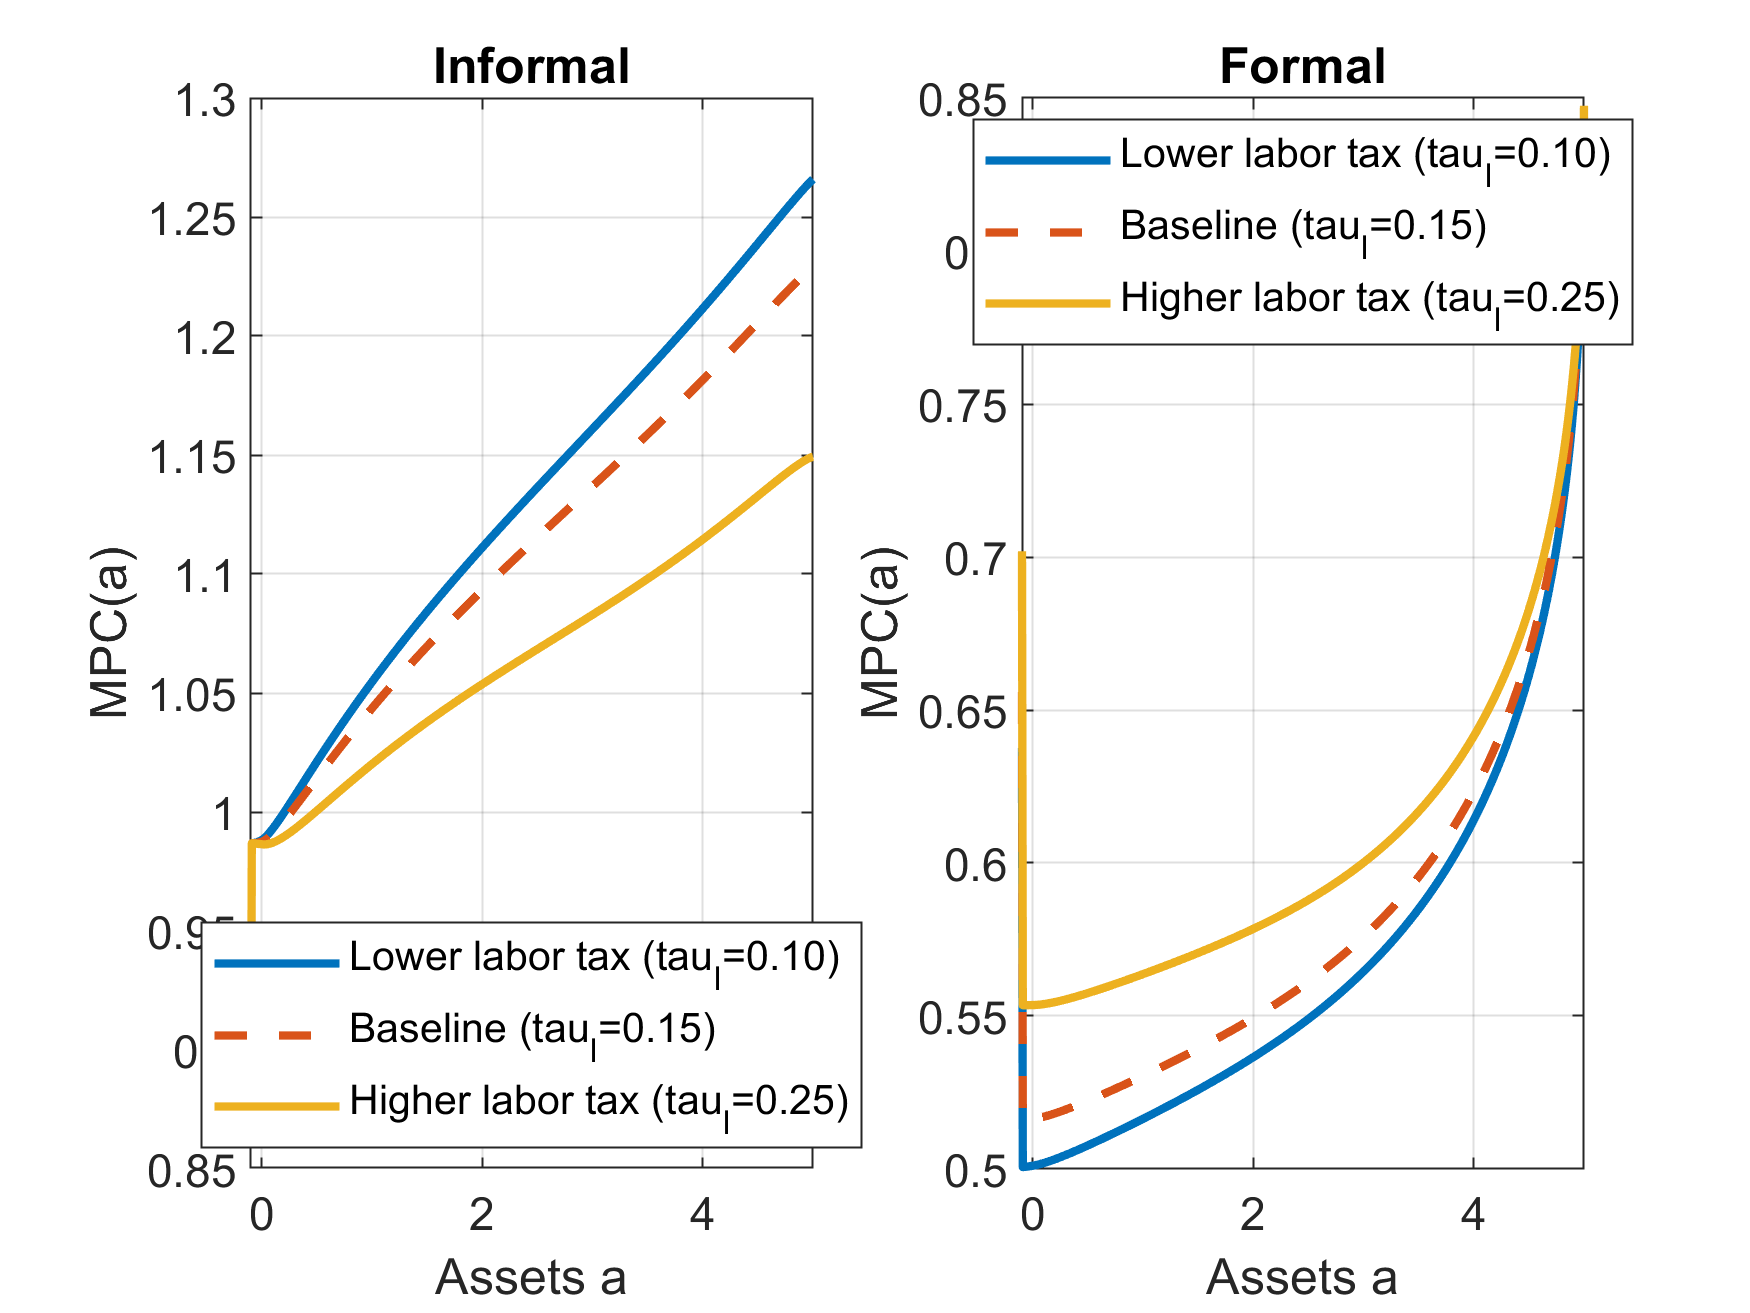 Informal
1.3
1.25
1.2
1.15
1.1
1.05
1
0.9
0
0.85
MPC(a)
0
2
4
Assets a
Lower labor tax (tau_l=0.10)
Baseline (tau_l=0.15)
Higher labor tax (tau_l=0.25)
Formal
0.85
0
0.75
0.7
0.65
0.6
0.55
0.5
MPC(a)
0
2
4
Assets a
Lower labor tax (tau_l=0.10)
Baseline (tau_l=0.15)
Higher labor tax (tau_l=0.25)